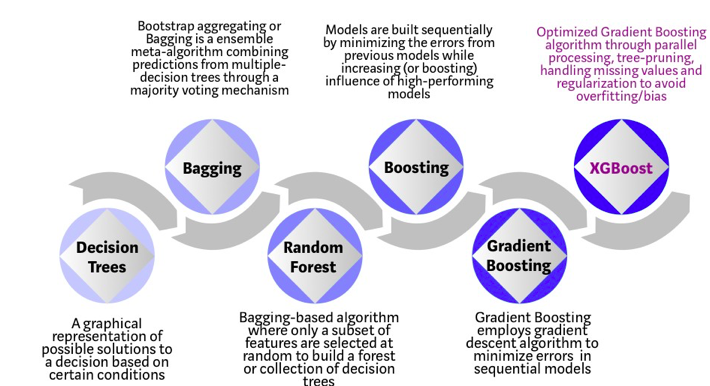 Bootstrap aggregating or
Bagging is a ensemble
meta-algorithm combining
predictions from multiple-
decision trees through a
majority voting mechanism
Models are built sequentially
by minimizing the errors from
previous models while
increasing (or boosting)
influence of high-performing
models
Optimized Gradient Boosting
algorithm through parallel
processing, tree-pruning,
handling missing values and
regularization to avoid
overfitting/bias
Bagging
Boosting
XGBoost
Decision
Trees
Random
Forest
Gradient
Boosting
A graphical
representation of
possible solutions to
a decision based on
certain conditions
Bagging-based algorithm
where only a subset of
features are selected at
random to build a forest
or collection of decision
trees
Gradient Boosting
employs gradient
descent algorithm to
minimize errors in
sequential models